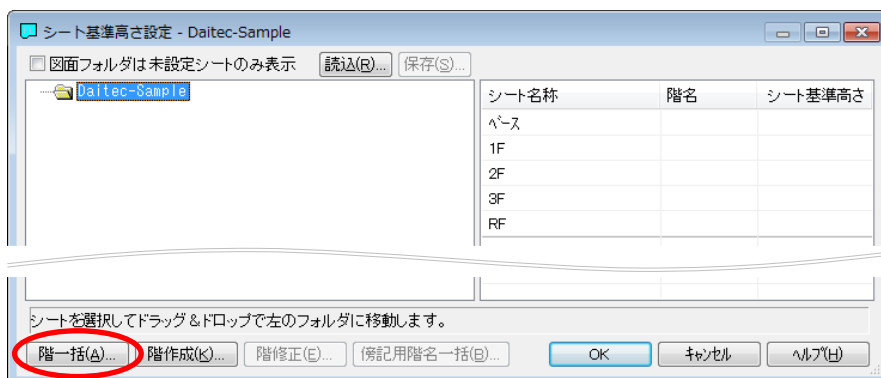 シート基準高さ設定 - Daitec-Sample
図面フォルダは未設定シートのみ表示 読込(R)... 保存(S)...
Daitec-Sample
シート名称 階名 シート基準高さ
ﾍﾞｰｽ
1F
2F
3F
RF
シートを選択してドラッグ＆ドロップで左のフォルダに移動します。
階一括(A)... 階作成(K)... 階修正(E)... 傍記用階名一括(B)... OK ｷｬﾝｾﾙ ﾍﾙﾌﾟ(H)